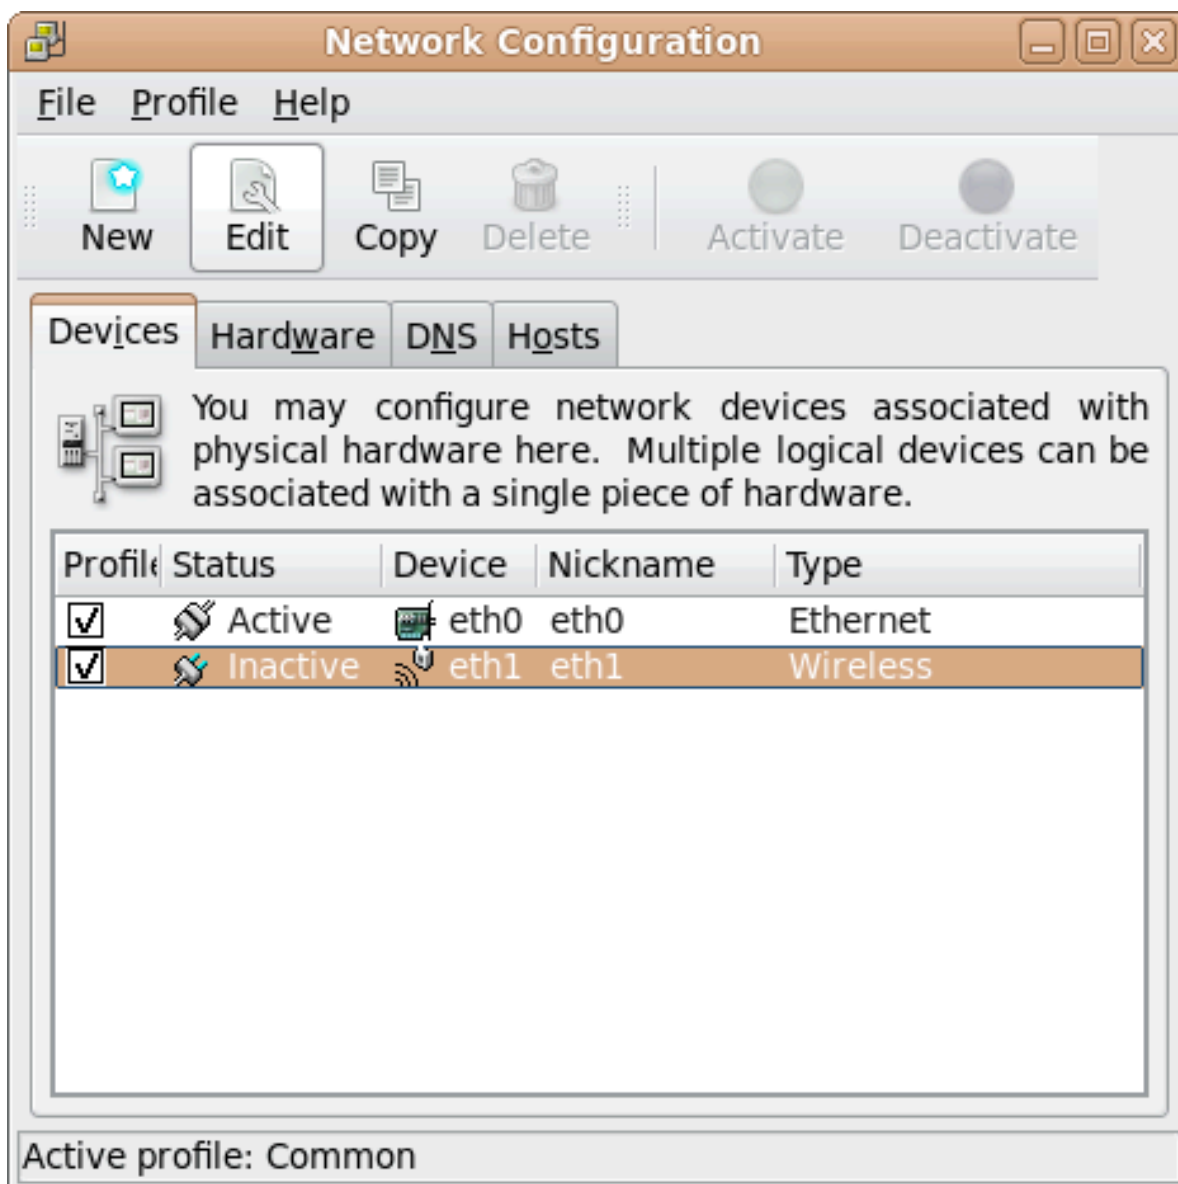 Network Configuration
File Profile Help
New Edit Copy Delete Activate Deactivate
Devices Hardware DNS Hosts
You may configure network devices associated with
physical hardware here. Multiple logical devices can be
associated with a single piece of hardware.
Profile Status Device Nickname Type
Active eth0 eth0 Ethernet
Inactive eth1 eth1 Wireless
Active profile: Common